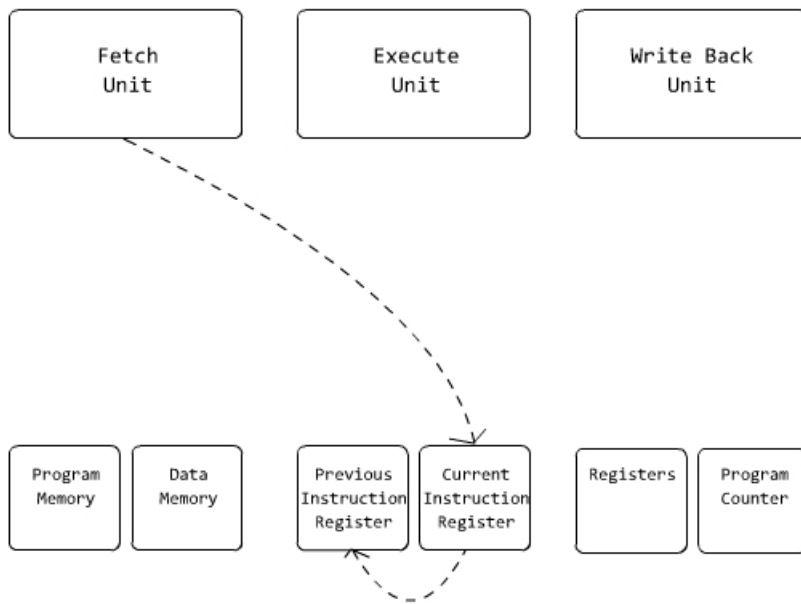 Fetch
Unit
Execute
Unit
Write Back
Unit
Program
Memory
Data
Memory
Previous
Instruction
Register
Current
Instruction
Register
Registers
Program
Counter